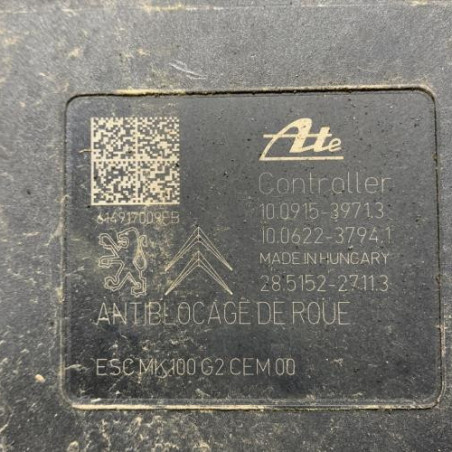 Ate
Controller
10.0915-3971.3
10.0622-3794.1
MADE IN HUNGARY
28.5152-2711.3
ANTIBLOCAGE DE ROUE
ESC MK100 G2 CEM 00